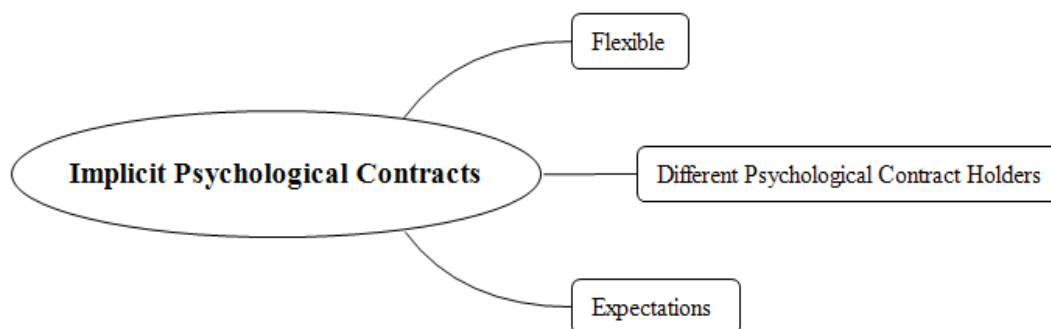 Flexible
Implicit Psychological Contracts
Different Psychological Contract Holders
Expectations